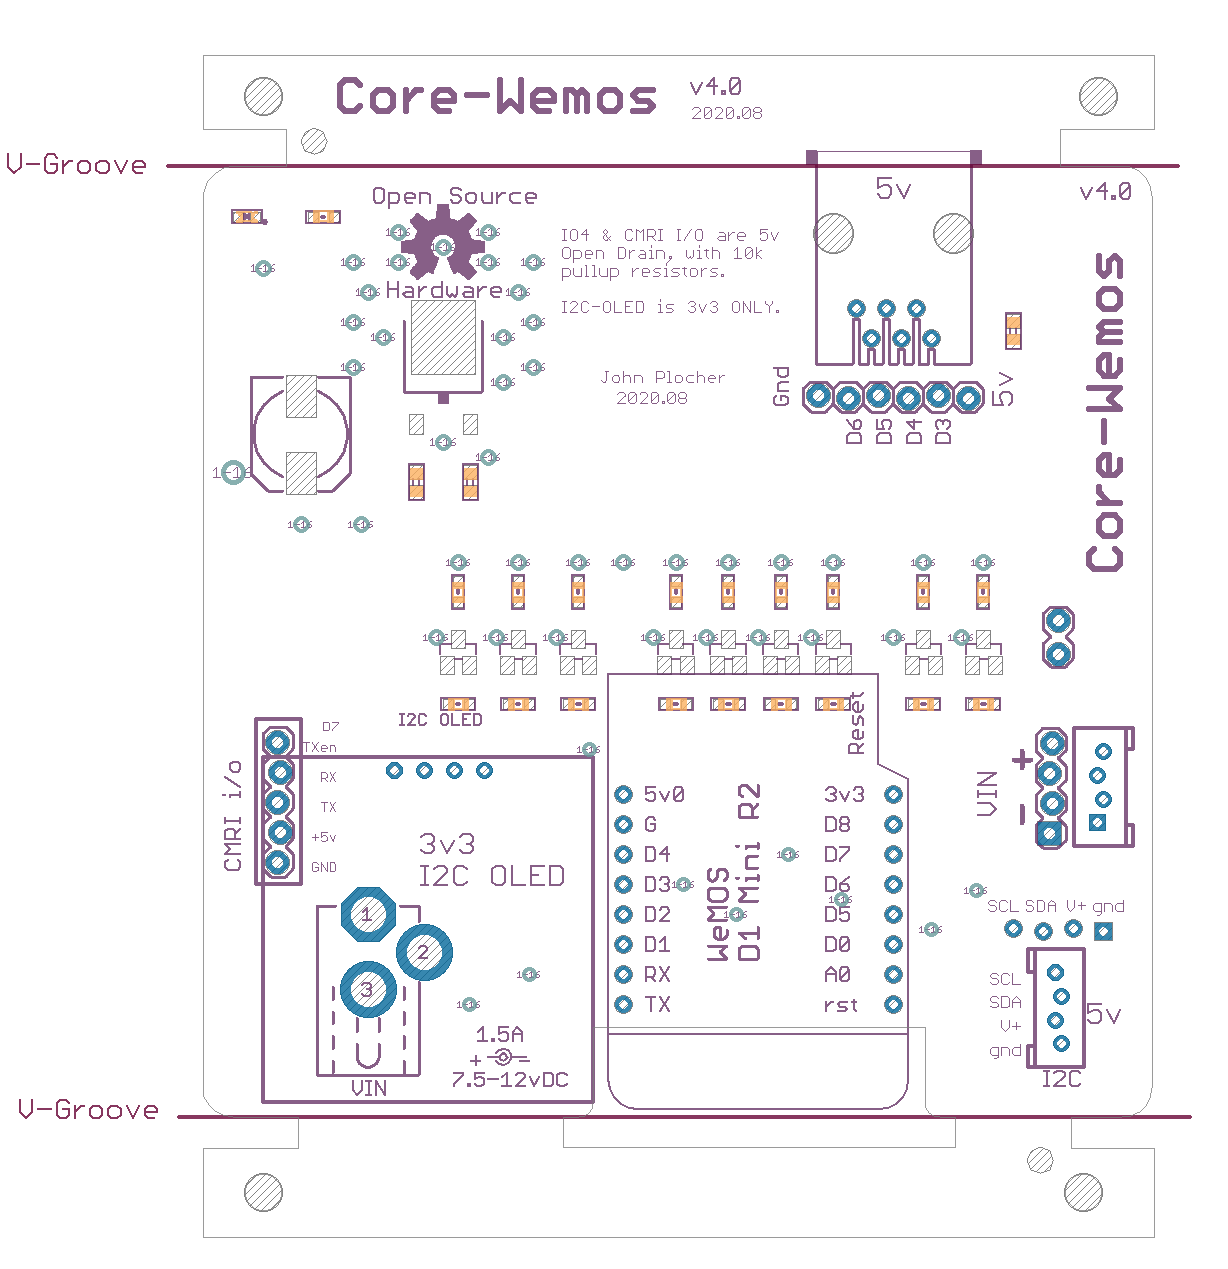 Core-Wemos
v4.0
2020.08
V-Groove
Open Source
Hardware
IO4 & CMRI I/O are 5v
Open Drain, with 10k
pullup resistors.
I2C-OLED is 3v3 ONLY.
John Plocher
2020.08
5v
v4.0
Gnd
D6
D5
D4
D3
5v
Core-Wemos
I2C OLED
CMRI i/o
D7
TXen
RX
TX
+5v
GND
3v3
I2C OLED
1
2
3
VIN
1.5A
+ –
7.5-12vDC
Reset
5v0
G
D4
D3
D2
D1
RX
TX
WeMOS
D1 Mini R2
3v3
D8
D7
D6
D5
D0
A0
rst
VIN
+
-
SCL SDA V+ gnd
SCL
SDA
V+
gnd
5v
I2C
V-Groove